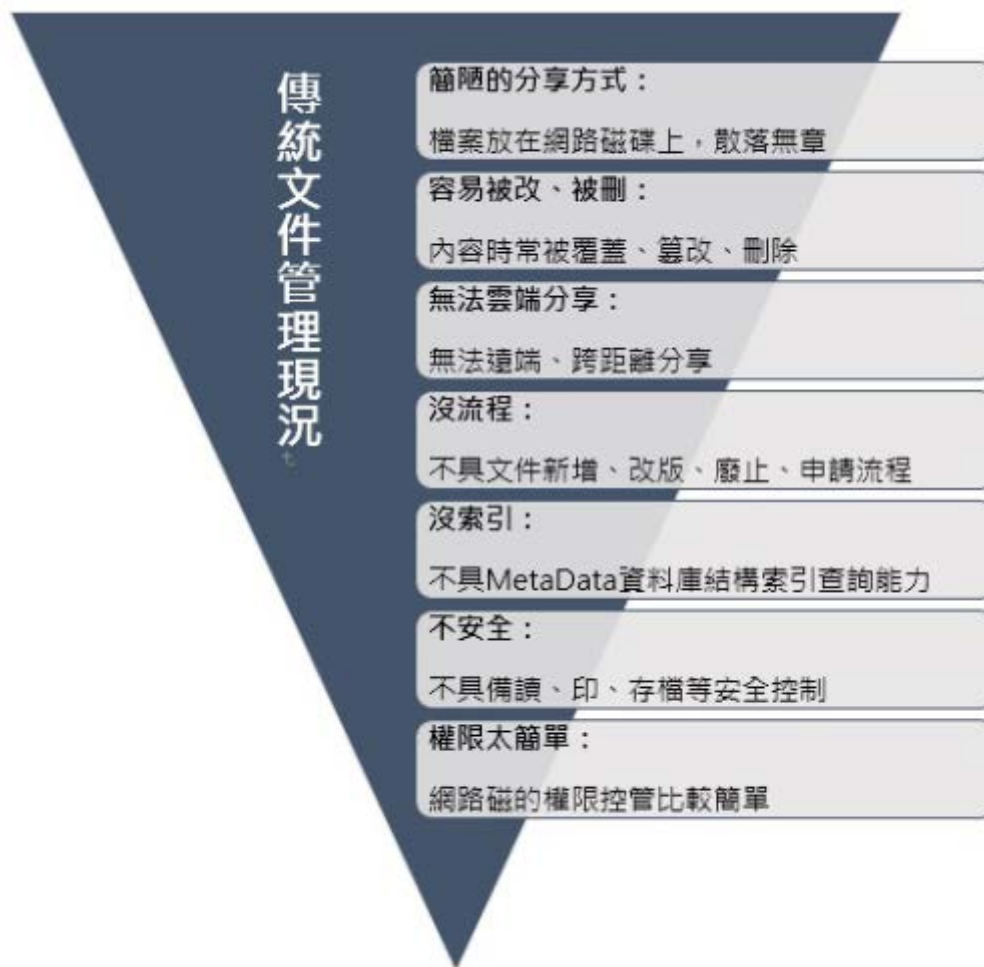 傳統文件管理現況
簡陋的分享方式：
檔案放在網路磁碟上，散落無章
容易被改、被刪：
內容時常被覆蓋、篡改、刪除
無法雲端分享：
無法遠端、跨距離分享
沒流程：
不具文件新增、改版、廢止、申請流程
沒索引：
不具MetaData資料庫結構索引查詢能力
不安全：
不具備讀、印、存檔等安全控制
權限太簡單：
網路磁的權限控管比較簡單